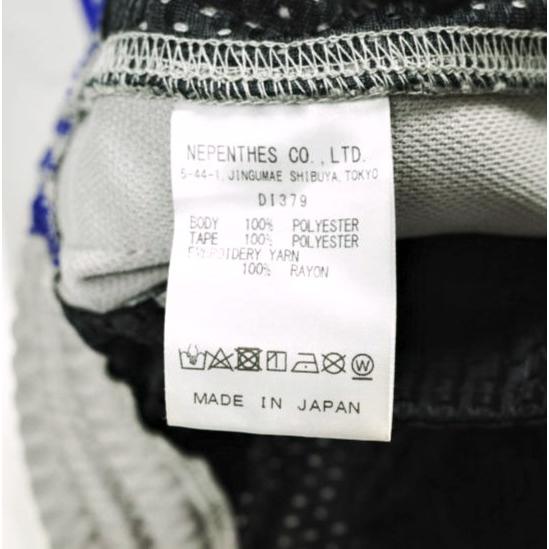 NEPENTHES CO.,LTD.
5-44-1,JINGUMAE SHIBUYA,TOKYO
DI379
BODY 100% POLYESTER
TAPE 100% POLYESTER
EMBROIDERY YARN
100% RAYON
W
MADE IN JAPAN